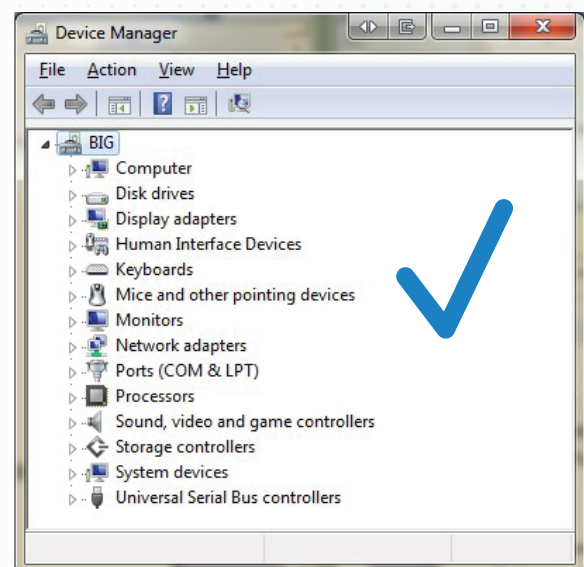 Device Manager
File Action View Help
BIG
Computer
Disk drives
Display adapters
Human Interface Devices
Keyboards
Mice and other pointing devices
Monitors
Network adapters
Ports (COM & LPT)
Processors
Sound, video and game controllers
Storage controllers
System devices
Universal Serial Bus controllers